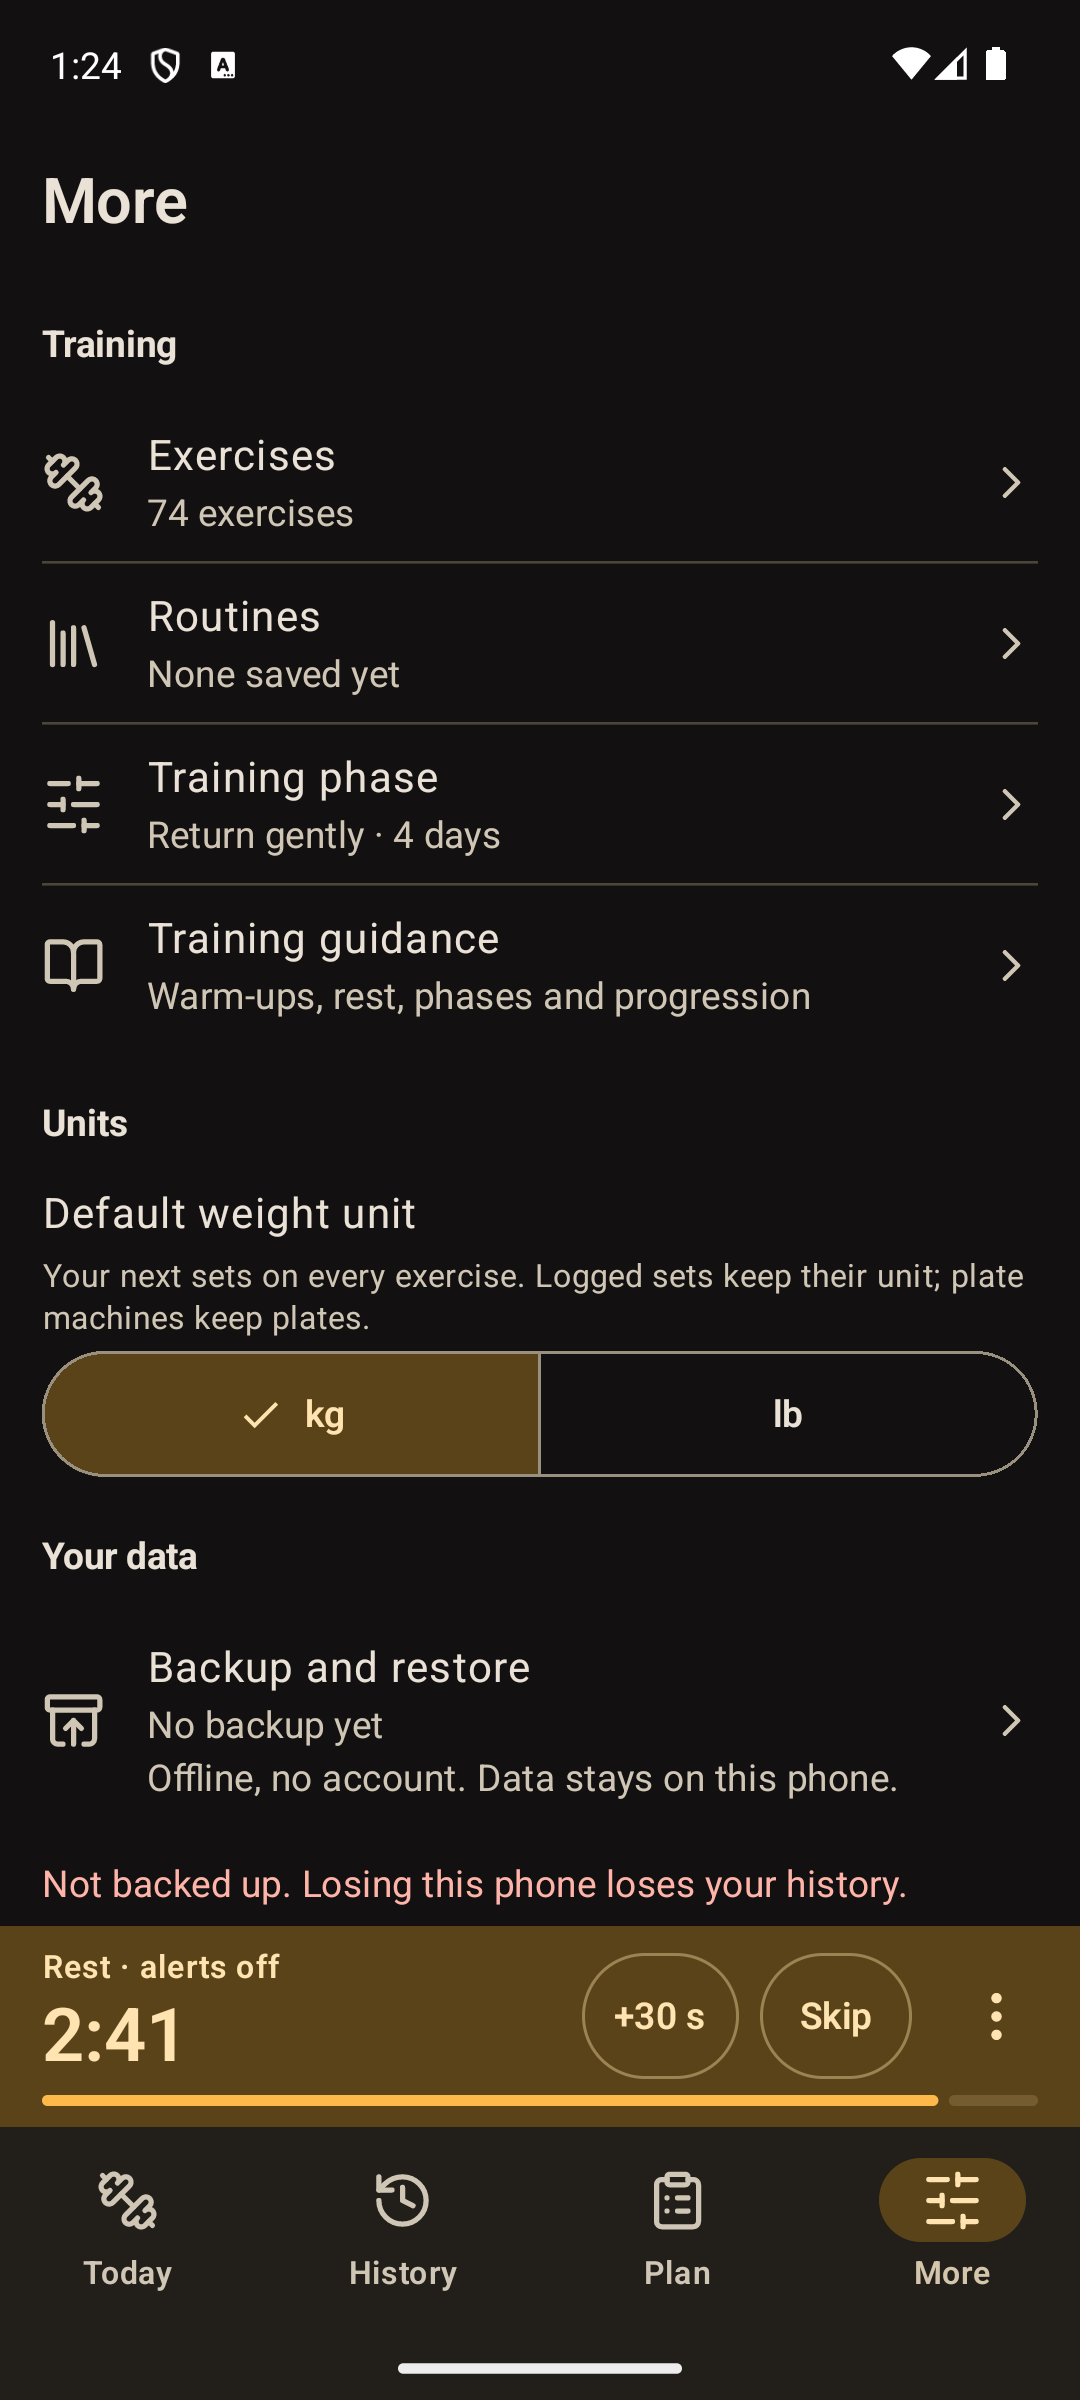 1:24
More
Training
Exercises
74 exercises
Routines
None saved yet
Training phase
Return gently · 4 days
Training guidance
Warm-ups, rest, phases and progression
Units
Default weight unit
Your next sets on every exercise. Logged sets keep their unit; plate
machines keep plates.
kg
lb
Your data
Backup and restore
No backup yet
Offline, no account. Data stays on this phone.
Not backed up. Losing this phone loses your history.
Rest · alerts off
2:41
+30 s
Skip
Today
History
Plan
More